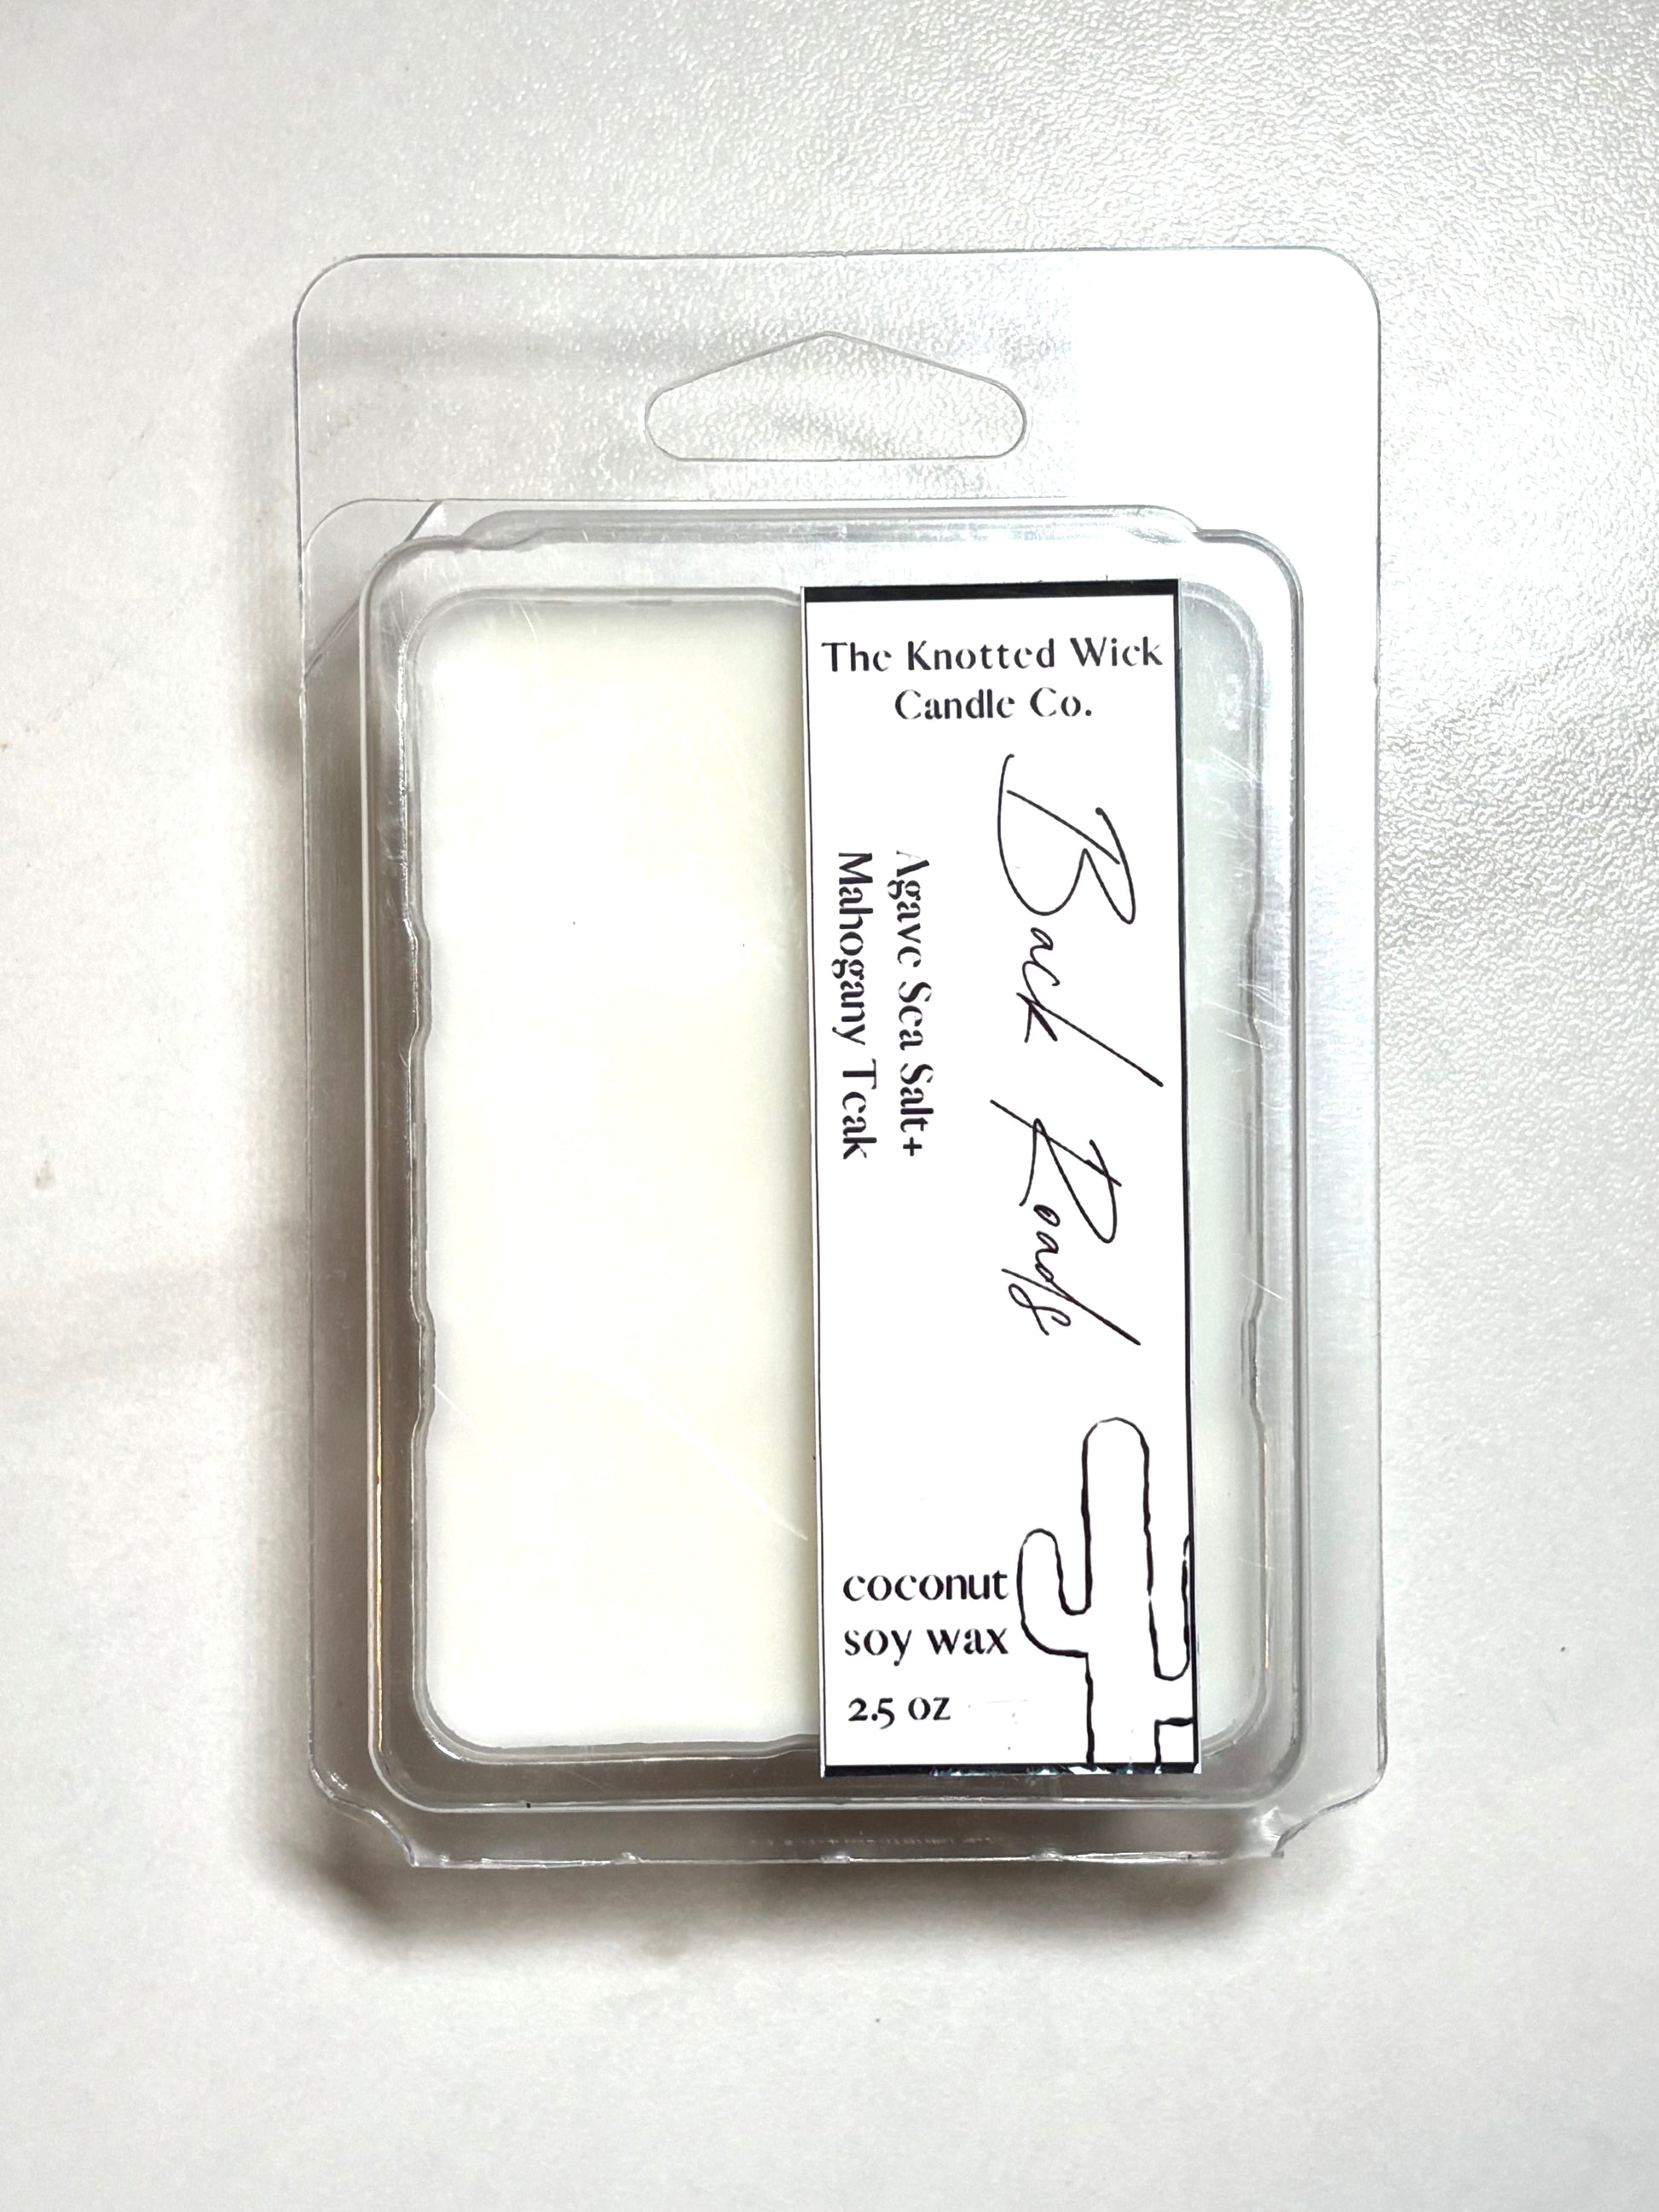 The Knotted Wick
Candle Co.
Back Roads
Agave Sea Salt+
Mahogany Teak
coconut
soy wax
2.5 oz